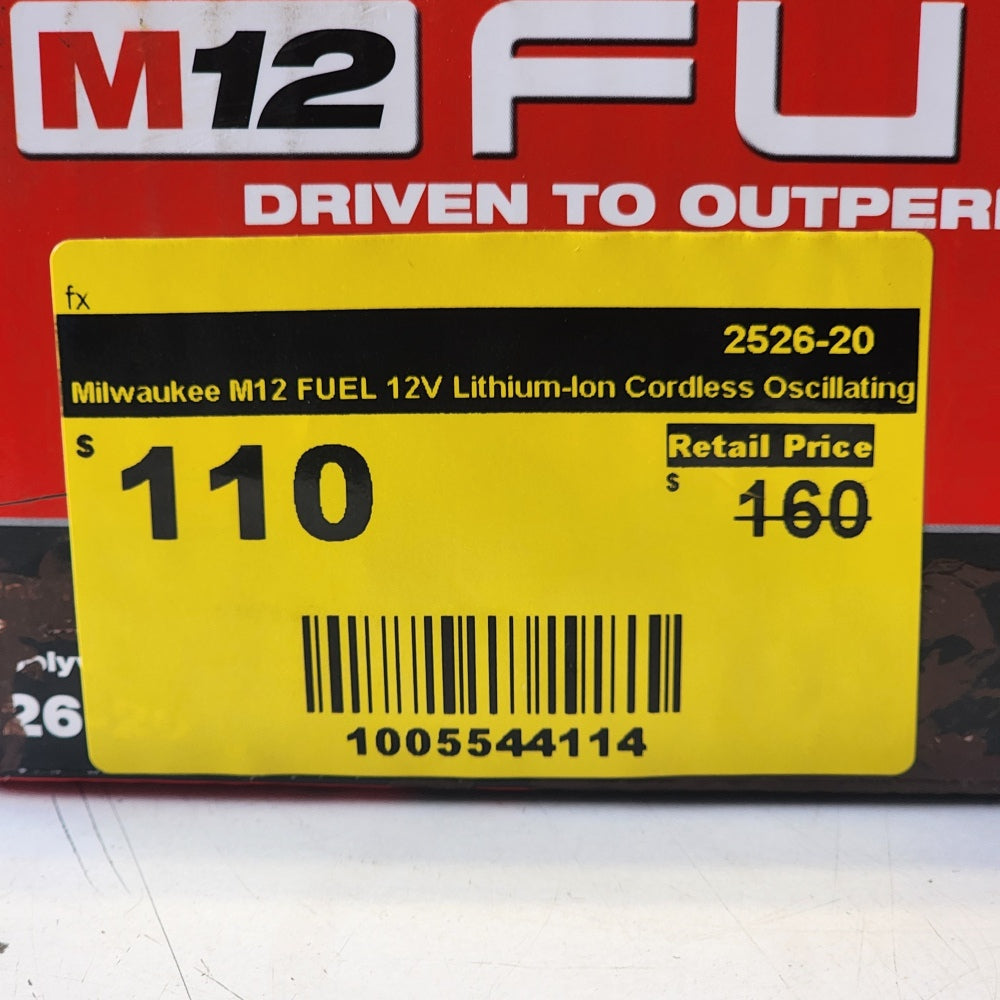 M12 FU
DRIVEN TO OUTPER
fx
2526-20
Milwaukee M12 FUEL 12V Lithium-Ion Cordless Oscillating
$ 110
Retail Price
$ 160
1005544114
26